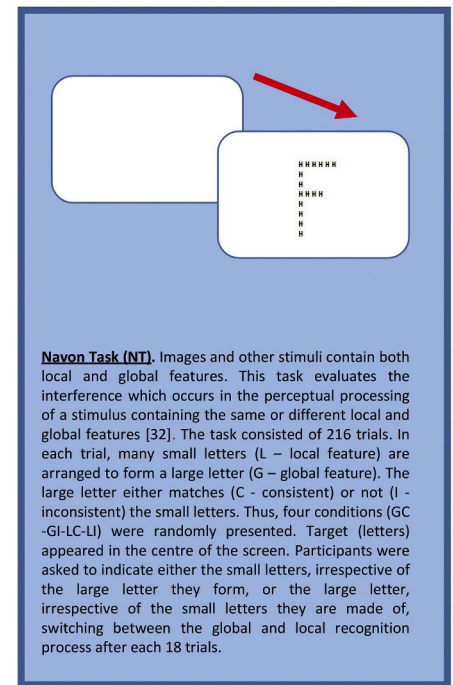 HHHHHH
H
H
HHHH
H
H
H
H
Navon Task (NT). Images and other stimuli contain both
local and global features. This task evaluates the
interference which occurs in the perceptual processing
of a stimulus containing the same or different local and
global features [32]. The task consisted of 216 trials. In
each trial, many small letters (L – local feature) are
arranged to form a large letter (G – global feature). The
large letter either matches (C - consistent) or not (I -
inconsistent) the small letters. Thus, four conditions (GC
-GI-LC-LI) were randomly presented. Target (letters)
appeared in the centre of the screen. Participants were
asked to indicate either the small letters, irrespective of
the large letter they form, or the large letter,
irrespective of the small letters they are made of,
switching between the global and local recognition
process after each 18 trials.